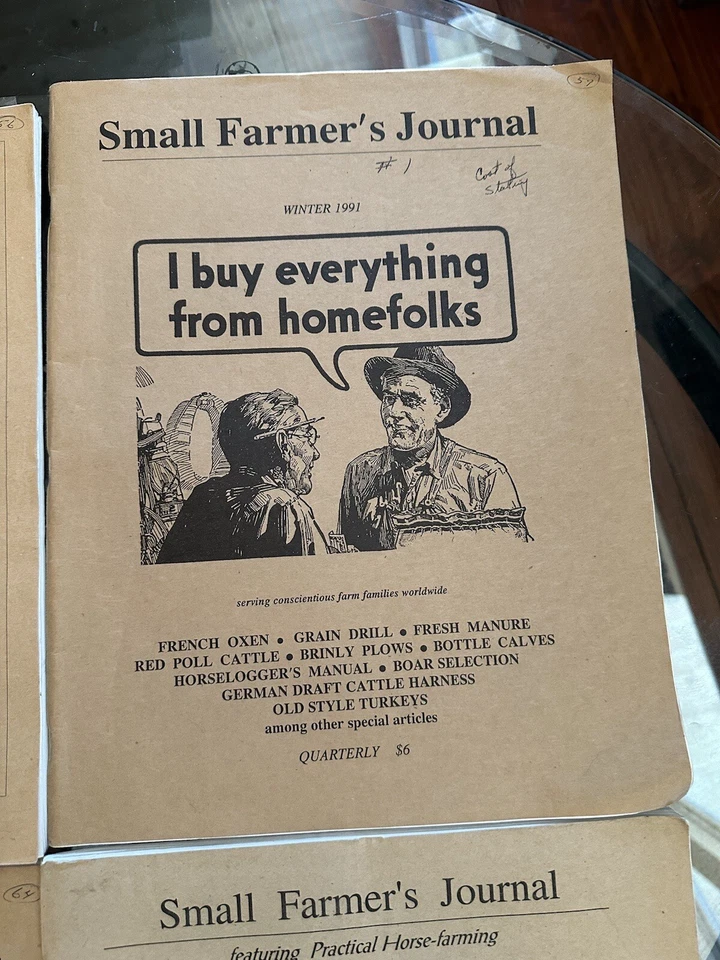 Small Farmer's Journal
# 1
Cost of
WINTER 1991
I buy everything
from homefolks
serving conscientious farm families worldwide
FRENCH OXEN • GRAIN DRILL • FRESH MANURE
RED POLL CATTLE • BRINLY PLOWS • BOTTLE CALVES
HORSELOGGER'S MANUAL • BOAR SELECTION
GERMAN DRAFT CATTLE HARNESS
OLD STYLE TURKEYS
among other special articles
QUARTERLY $6
64
Small Farmer's Journal
featuring Practical Horse-farming